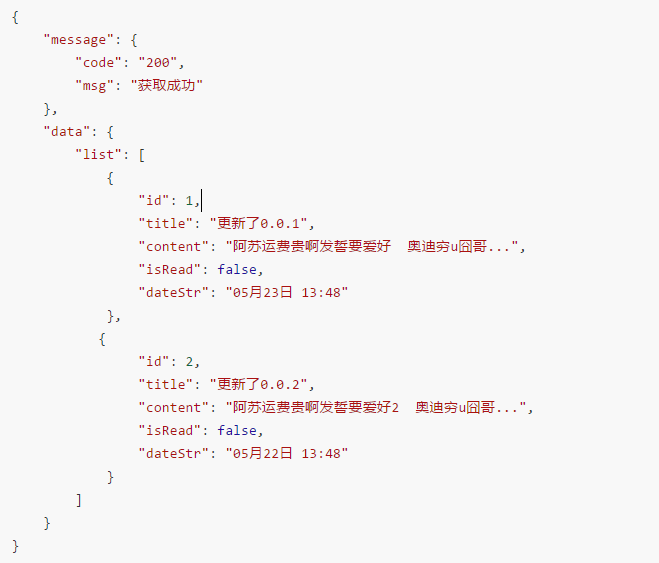 {
    "message": {
        "code": "200",
        "msg": "获取成功"
    },
    "data": {
        "list": [
            {
                "id": 1,
                "title": "更新了0.0.1",
                "content": "阿苏运费贵啊发誓要爱好  奥迪穷u囧哥...",
                "isRead": false,
                "dateStr": "05月23日 13:48"
            },
           {
                "id": 2,
                "title": "更新了0.0.2",
                "content": "阿苏运费贵啊发誓要爱好2  奥迪穷u囧哥...",
                "isRead": false,
                "dateStr": "05月22日 13:48"
            }
        ]
    }
}